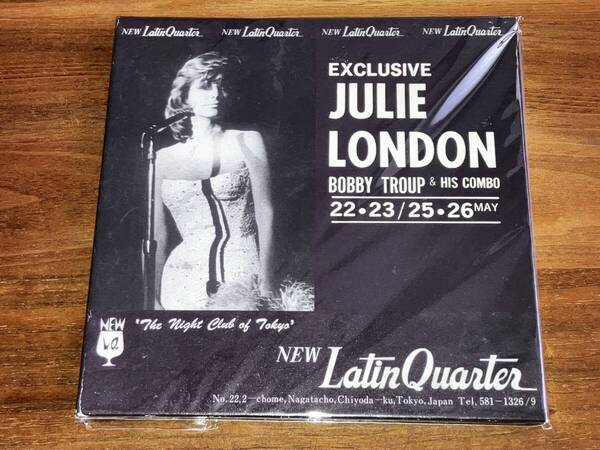 NEW LatinQuarter NEW LatinQuarter NEW LatinQuarter NEW LatinQuarter
EXCLUSIVE
JULIE
LONDON
BOBBY TROUP & HIS COMBO
22•23/25•26 MAY
NEW
LQ
'The Night Club of Tokyo'
NEW LatinQuarter
No.22,2-chome,Nagatacho,Chiyoda-ku,Tokyo,Japan Tel,581-1326/9